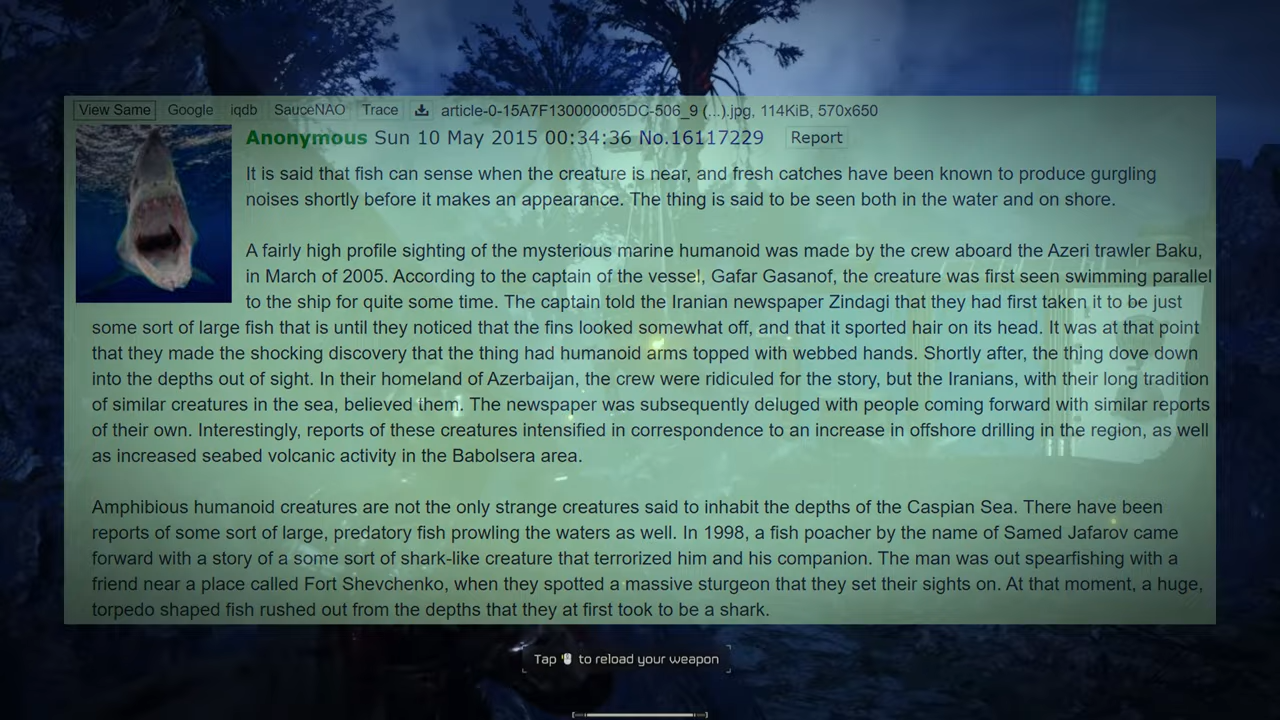 View Same Google iqdb SauceNAO Trace article-0-15A7F130000005DC-506_9 (...).jpg, 114KiB, 570x650
Anonymous Sun 10 May 2015 00:34:36 No.16117229 Report
It is said that fish can sense when the creature is near, and fresh catches have been known to produce gurgling
noises shortly before it makes an appearance. The thing is said to be seen both in the water and on shore.
A fairly high profile sighting of the mysterious marine humanoid was made by the crew aboard the Azeri trawler Baku,
in March of 2005. According to the captain of the vessel, Gafar Gasanof, the creature was first seen swimming parallel
to the ship for quite some time. The captain told the Iranian newspaper Zindagi that they had first taken it to be just
some sort of large fish that is until they noticed that the fins looked somewhat off, and that it sported hair on its head. It was at that point
that they made the shocking discovery that the thing had humanoid arms topped with webbed hands. Shortly after, the thing dove down
into the depths out of sight. In their homeland of Azerbaijan, the crew were ridiculed for the story, but the Iranians, with their long tradition
of similar creatures in the sea, believed them. The newspaper was subsequently deluged with people coming forward with similar reports
of their own. Interestingly, reports of these creatures intensified in correspondence to an increase in offshore drilling in the region, as well
as increased seabed volcanic activity in the Babolsera area.
Amphibious humanoid creatures are not the only strange creatures said to inhabit the depths of the Caspian Sea. There have been
reports of some sort of large, predatory fish prowling the waters as well. In 1998, a fish poacher by the name of Samed Jafarov came
forward with a story of a some sort of shark-like creature that terrorized him and his companion. The man was out spearfishing with a
friend near a place called Fort Shevchenko, when they spotted a massive sturgeon that they set their sights on. At that moment, a huge,
torpedo shaped fish rushed out from the depths that they at first took to be a shark.
Tap to reload your weapon